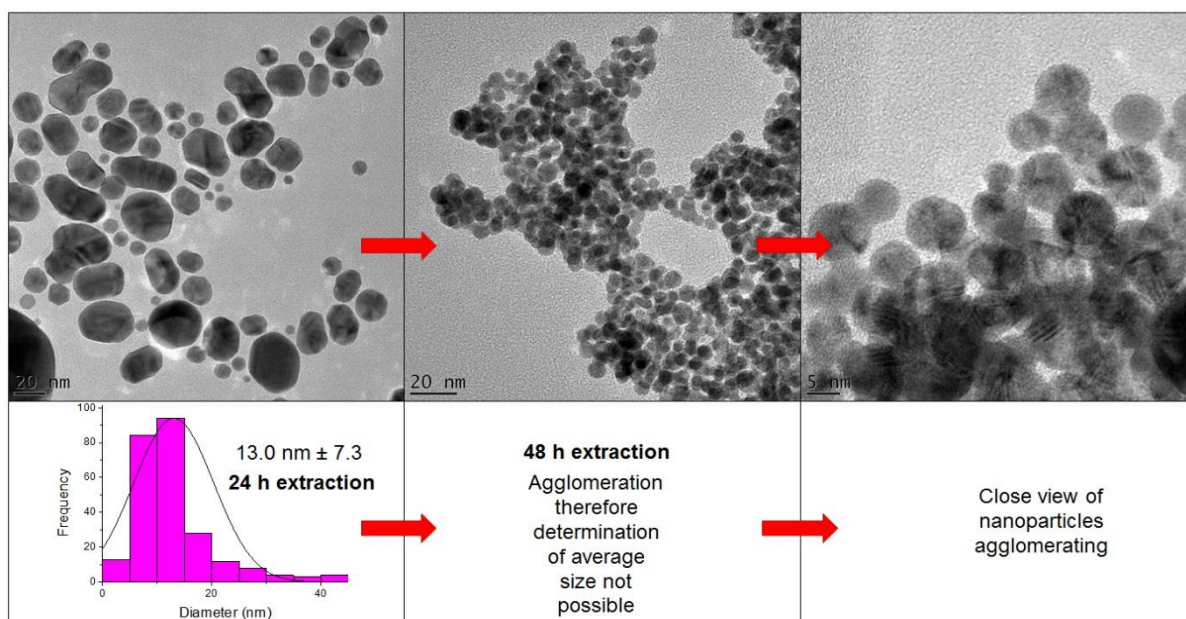 20 nm
20 nm
5 nm
100
80
60
40
20
0
Frequency
0
20
40
Diameter (nm)
13.0 nm ± 7.3
24 h extraction
48 h extraction
Agglomeration
therefore
determination
of average
size not
possible
Close view of
nanoparticles
agglomerating